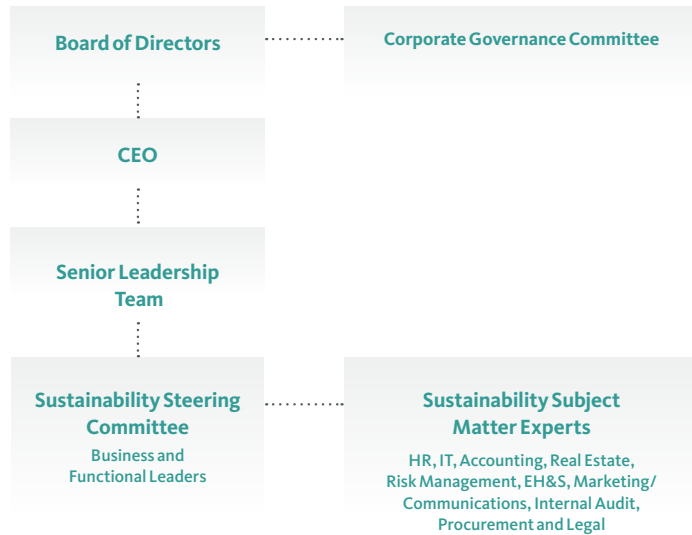 Board of Directors
Corporate Governance Committee
CEO
Senior Leadership
Team
Sustainability Steering
Committee
Business and
Functional Leaders
Sustainability Subject
Matter Experts
HR, IT, Accounting, Real Estate,
Risk Management, EH&S, Marketing/
Communications, Internal Audit,
Procurement and Legal